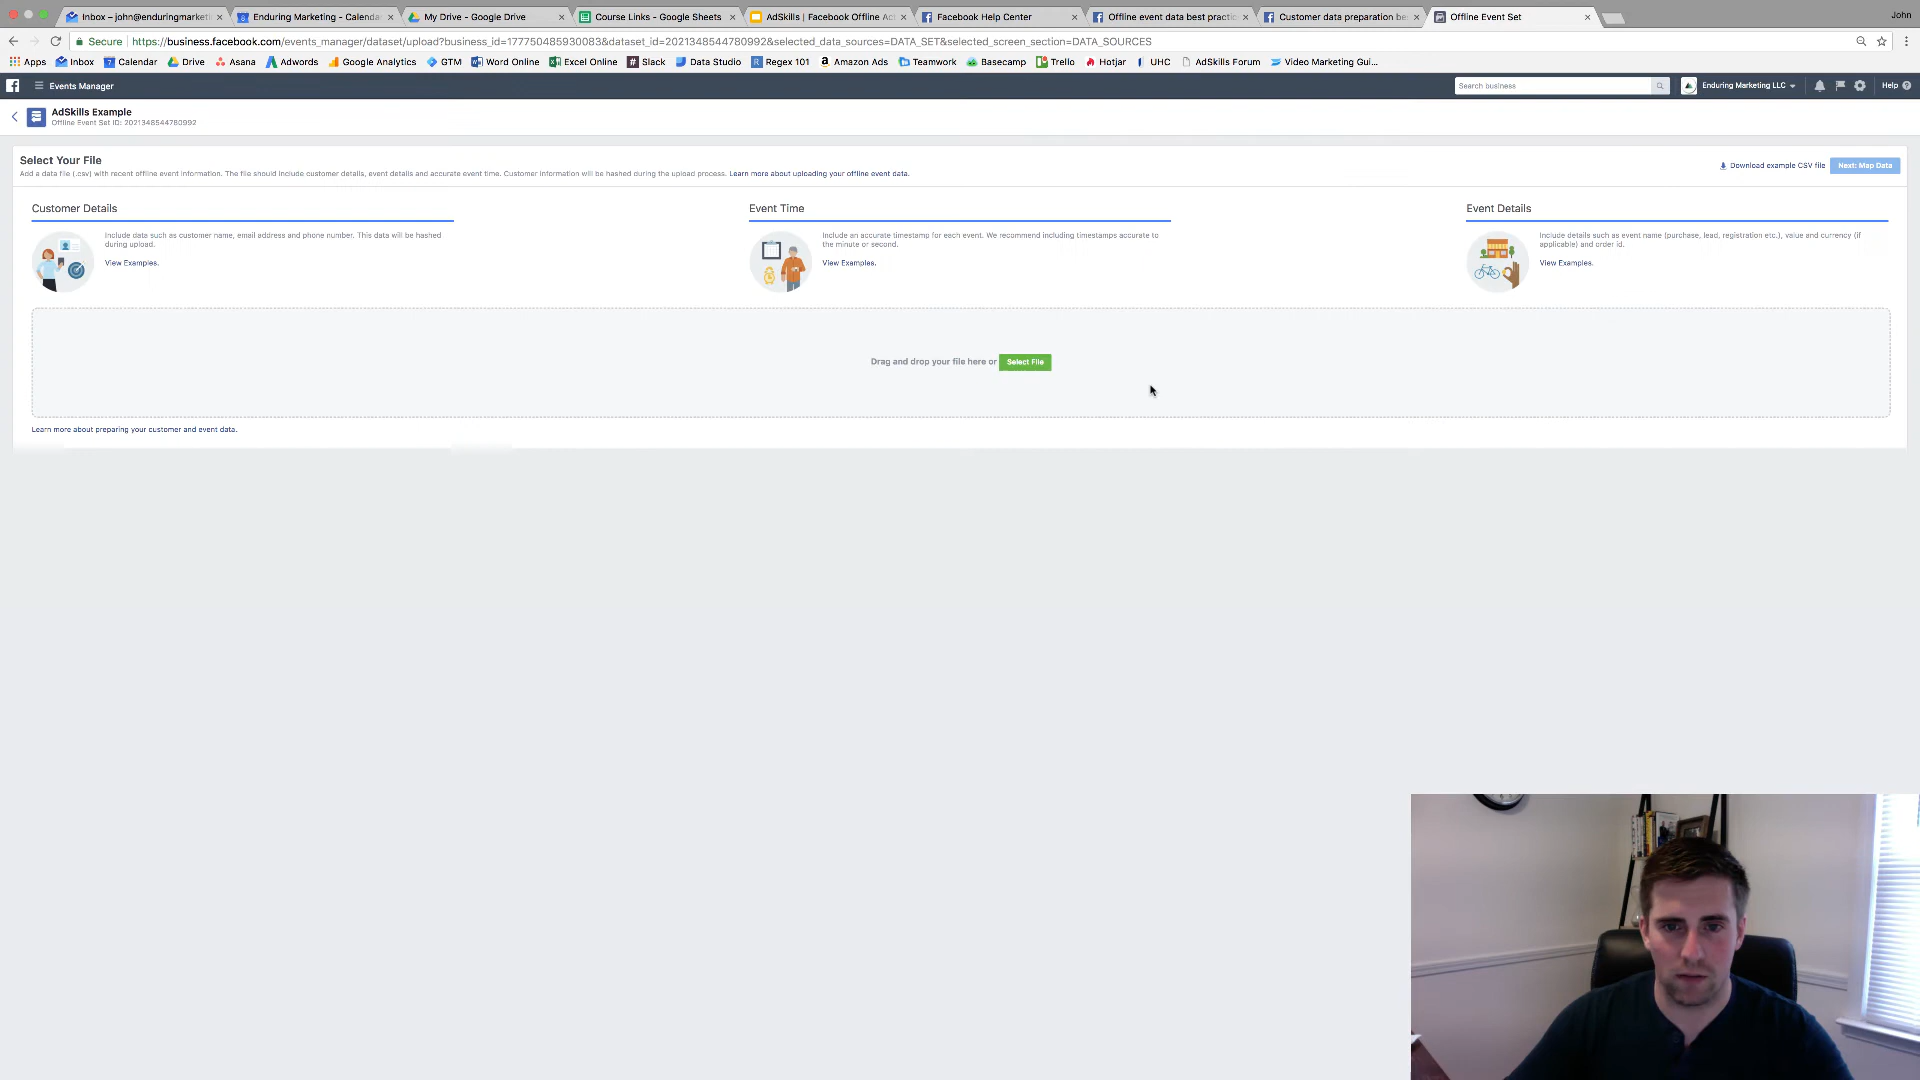 Inbox – john@enduringmarketi
Enduring Marketing - Calenda
My Drive - Google Drive
Course Links - Google Sheets
AdSkills | Facebook Offline Ac
Facebook Help Center
Offline event data best practic
Customer data preparation be
Offline Event Set
John
Secure
https://business.facebook.com/events_manager/dataset/upload?business_id=177750485930083&dataset_id=2021348544780992&selected_data_sources=DATA_SET&selected_screen_section=DATA_SOURCES
Apps
Inbox
Calendar
Drive
Asana
Adwords
Google Analytics
GTM
Word Online
Excel Online
Slack
Data Studio
Regex 101
Amazon Ads
Teamwork
Basecamp
Trello
Hotjar
UHC
AdSkills Forum
Video Marketing Gui...
Events Manager
Search business
Enduring Marketing LLC
Help
AdSkills Example
Offline Event Set ID: 2021348544780992
Select Your File
Add a data file (.csv) with recent offline event information. The file should include customer details, event details and accurate event time. Customer information will be hashed during the upload process. Learn more about uploading your offline event data.
Download example CSV file
Next: Map Data
Customer Details
Include data such as customer name, email address and phone number. This data will be hashed
during upload.
View Examples.
Event Time
Include an accurate timestamp for each event. We recommend including timestamps accurate to
the minute or second.
View Examples.
Event Details
Include details such as event name (purchase, lead, registration etc.), value and currency (if
applicable) and order id.
View Examples.
Drag and drop your file here or
Select File
Learn more about preparing your customer and event data.